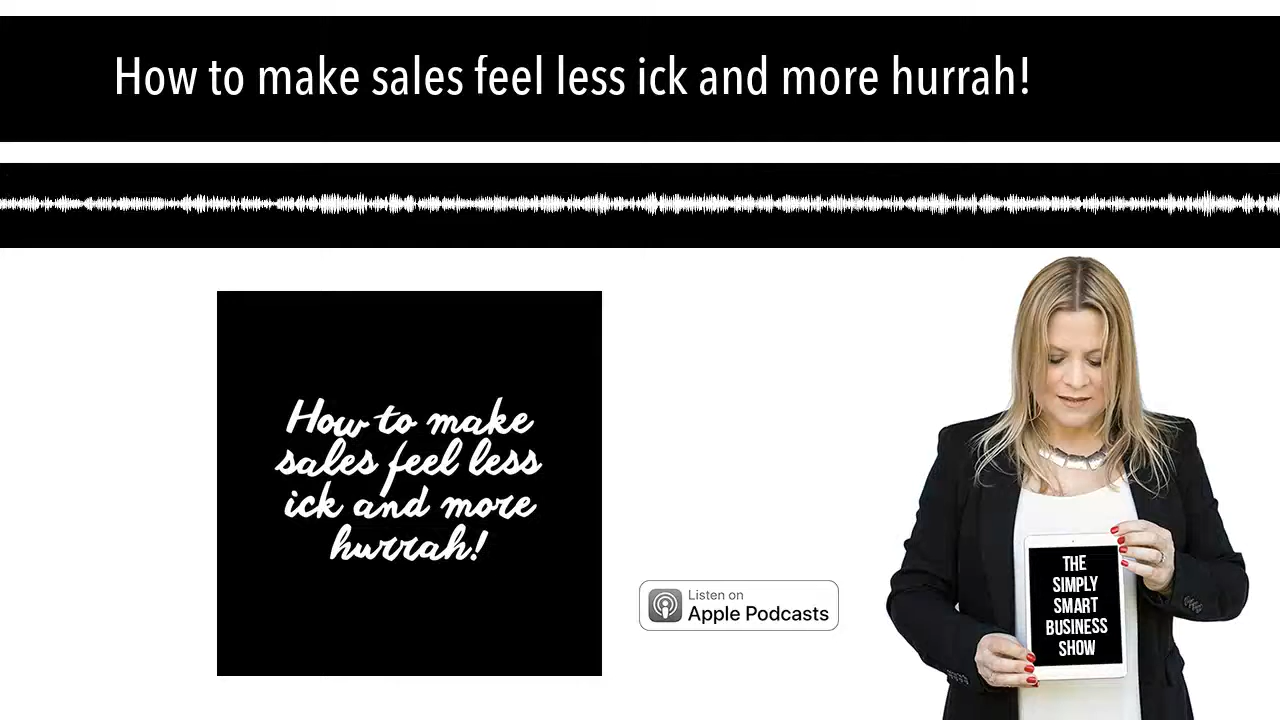 How to make sales feel less ick and more hurrah!
How to make
sales feel less
ick and more
hurrah!
Listen on
Apple Podcasts
THE
SIMPLY
SMART
BUSINESS
SHOW